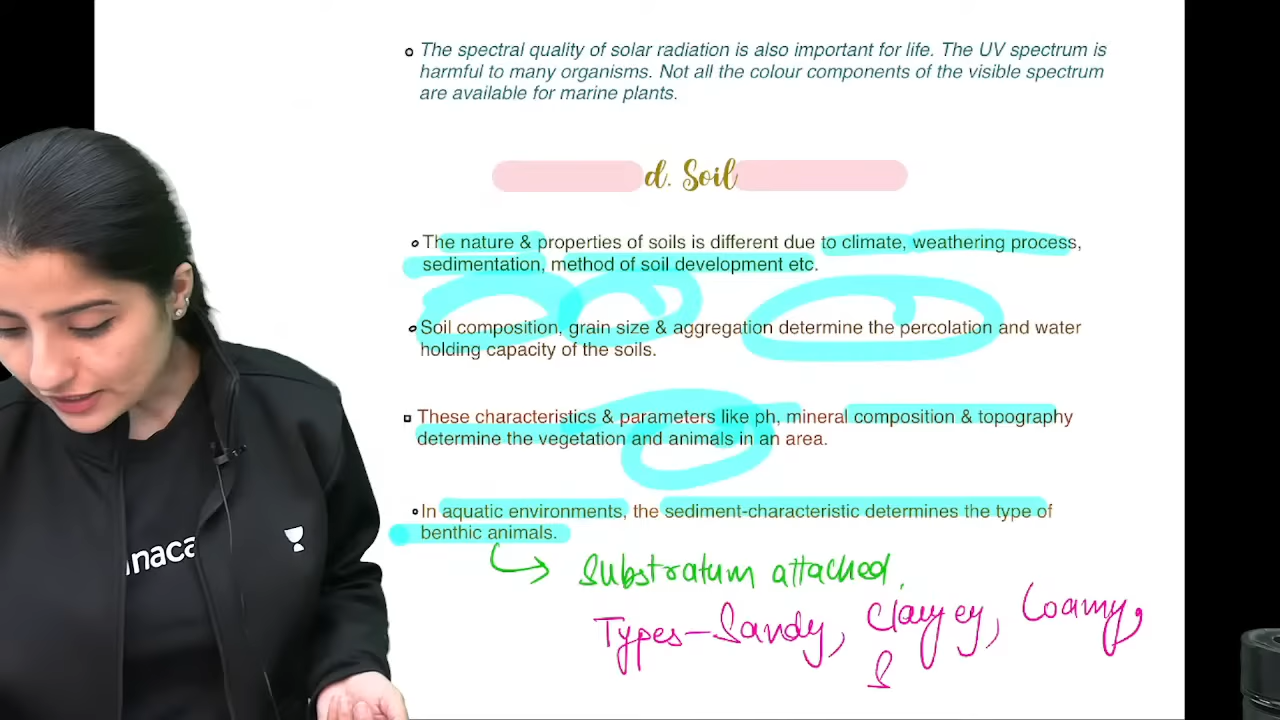 The spectral quality of solar radiation is also important for life. The UV spectrum is
harmful to many organisms. Not all the colour components of the visible spectrum
are available for marine plants.
d. Soil
The nature & properties of soils is different due to climate, weathering process,
sedimentation, method of soil development etc.
Soil composition, grain size & aggregation determine the percolation and water
holding capacity of the soils.
These characteristics & parameters like ph, mineral composition & topography
determine the vegetation and animals in an area.
In aquatic environments, the sediment-characteristic determines the type of
benthic animals.
Substratum attached.
Types - Sandy, Clayey, Loamy,
S
naca